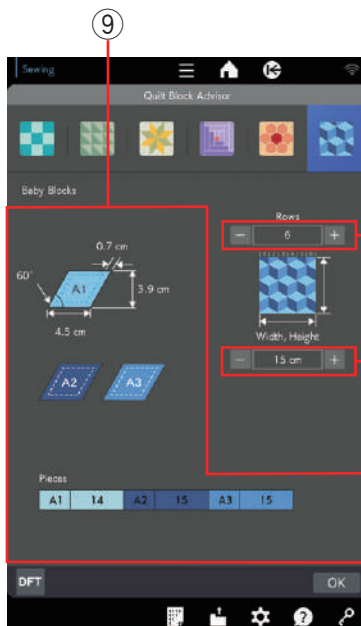 ⑨
Sewing
Quilt Block Advisor
Baby Blocks
Rows
− 6 +
0.7 cm
60°
A1
3.9 cm
4.5 cm
Width, Height
− 15 cm +
A2 A3
Pieces
A1 14 A2 15 A3 15
DFT OK